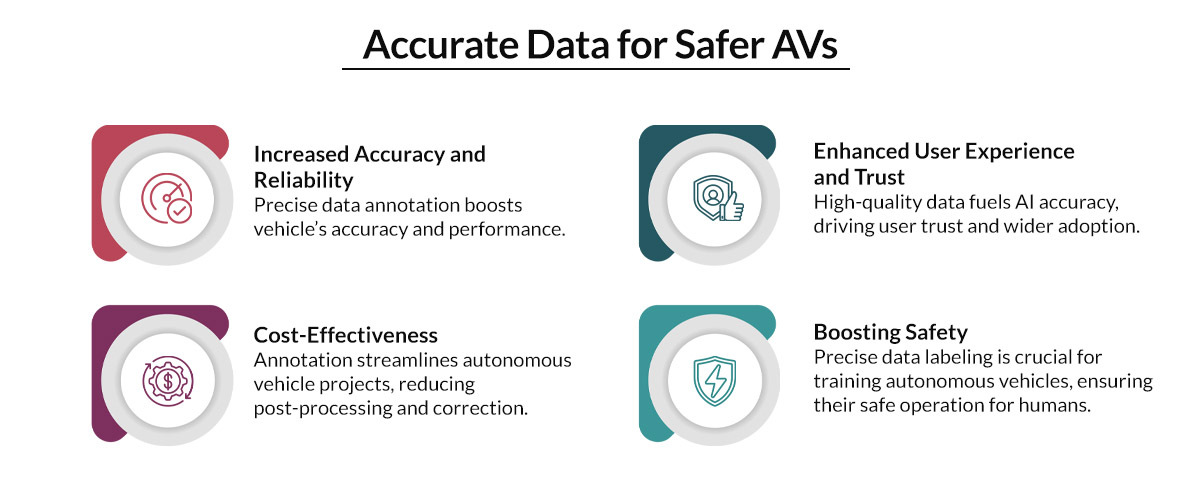 Accurate Data for Safer AVs
Increased Accuracy and
Reliability
Precise data annotation boosts
vehicle’s accuracy and performance.
Enhanced User Experience
and Trust
High-quality data fuels AI accuracy,
driving user trust and wider adoption.
Cost-Effectiveness
Annotation streamlines autonomous
vehicle projects, reducing
post-processing and correction.
Boosting Safety
Precise data labeling is crucial for
training autonomous vehicles, ensuring
their safe operation for humans.
$